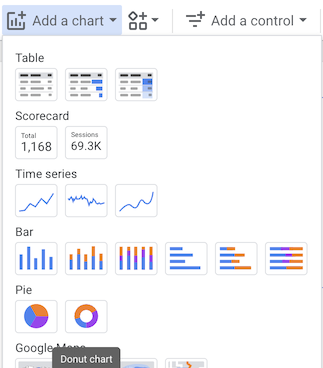 Add a chart
Add a control
Table
Scorecard
Total
1,168
Sessions
69.3K
Time series
Bar
Pie
Google Maps
Donut chart